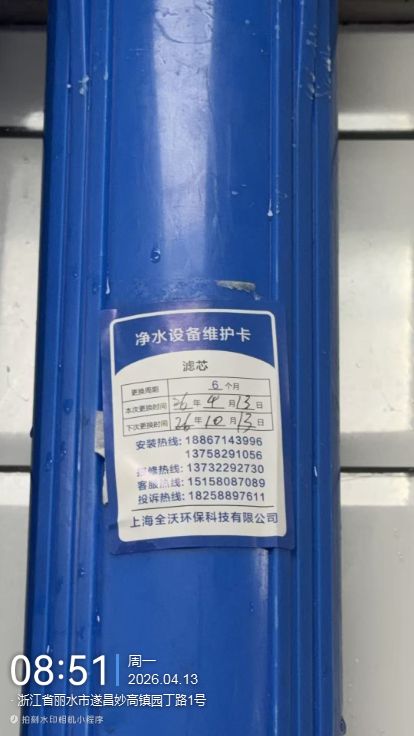 净水设备维护卡
滤芯
更换周期 6 个月
本次更换时间 26 年 4 月 13 日
下次更换时间 26 年 10 月 13 日
安装热线: 18867143996
13758291056
维修热线: 13732292730
客服热线: 15158087089
投诉热线: 18258897611
上海全沃环保科技有限公司
08:51
周一
2026.04.13
浙江省丽水市遂昌妙高镇园丁路1号
拍刻水印相机小程序